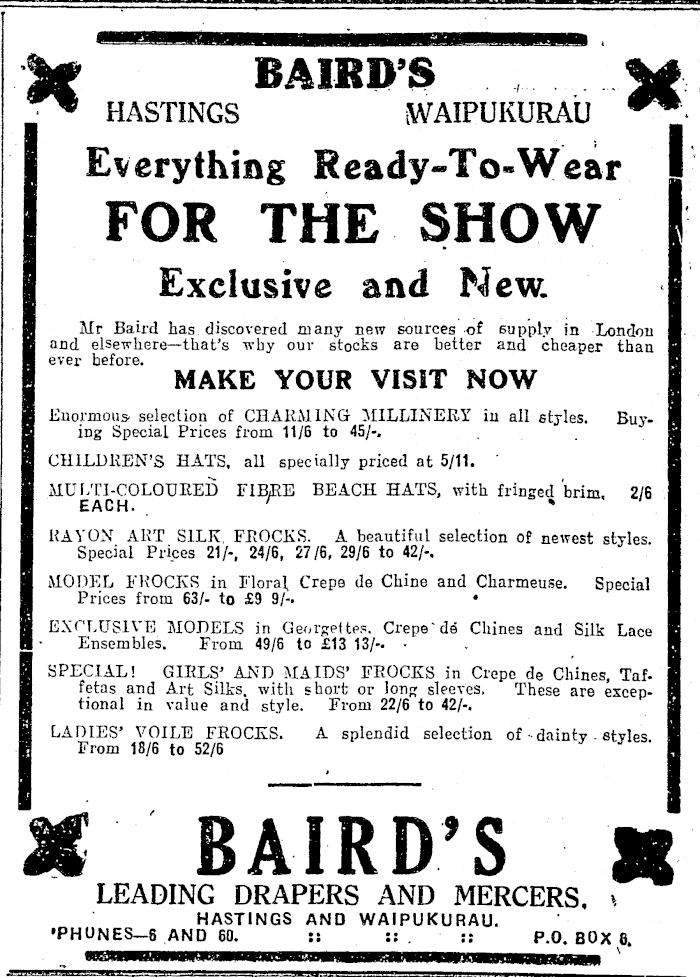 BAIRD'S
HASTINGS WAIPUKURAU
Everything Ready-To-Wear
FOR THE SHOW
Exclusive and New.
Mr Baird has discovered many new sources of supply in London
and elsewhere—that's why our stocks are better and cheaper than
ever before.
MAKE YOUR VISIT NOW
Enormous selection of CHARMING MILLINERY in all styles. Buy-
ing Special Prices from 11/6 to 45/-.
CHILDREN'S HATS, all specially priced at 5/11.
MULTI-COLOURED FIBRE BEACH HATS, with fringed brim, 2/6
EACH.
RAYON ART SILK FROCKS. A beautiful selection of newest styles.
Special Prices 21/-, 24/6, 27/6, 29/6 to 42/-.
MODEL FROCKS in Floral Crepe de Chine and Charmeuse. Special
Prices from 63/- to £9 9/-.
EXCLUSIVE MODELS in Georgettes, Crepe de Chines and Silk Lace
Ensembles. From 49/6 to £13 13/-.
SPECIAL! GIRLS' AND MAIDS' FROCKS in Crepe de Chines, Taf-
fetas and Art Silks, with short or long sleeves. These are excep-
tional in value and style. From 22/6 to 42/-.
LADIES' VOILE FROCKS. A splendid selection of dainty styles.
From 18/6 to 52/6
BAIRD'S
LEADING DRAPERS AND MERCERS,
HASTINGS AND WAIPUKURAU.
'PHONES—6 AND 60. :: :: :: P.O. BOX 6.